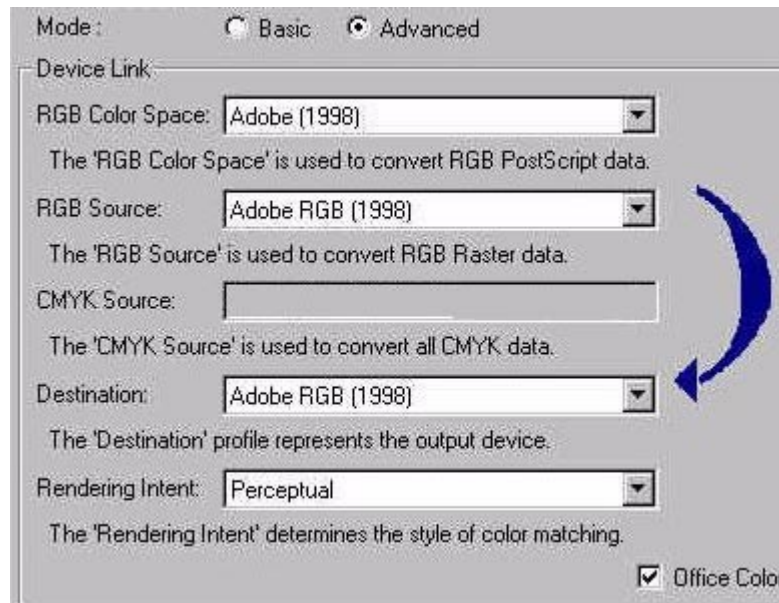 Mode : Basic Advanced
Device Link
RGB Color Space: Adobe (1998)
The 'RGB Color Space' is used to convert RGB PostScript data.
RGB Source: Adobe RGB (1998)
The 'RGB Source' is used to convert RGB Raster data.
CMYK Source:
The 'CMYK Source' is used to convert all CMYK data.
Destination: Adobe RGB (1998)
The 'Destination' profile represents the output device.
Rendering Intent: Perceptual
The 'Rendering Intent' determines the style of color matching.
Office Colo